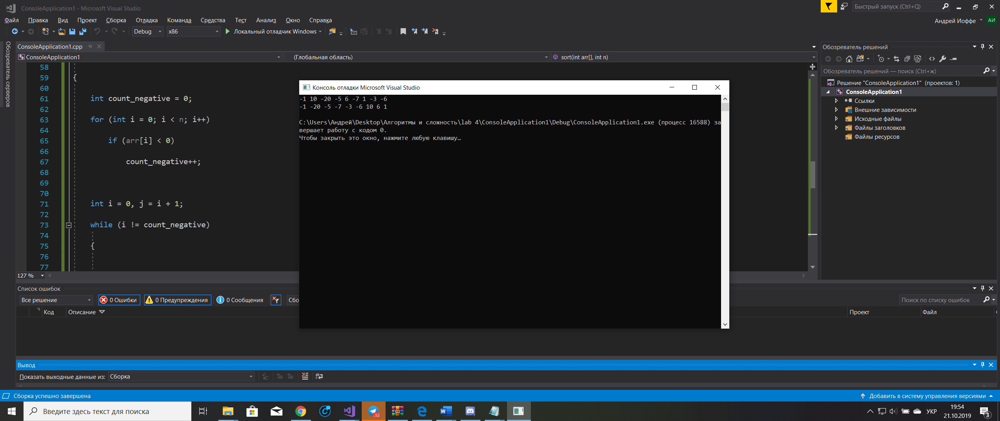 ConsoleApplication1 - Microsoft Visual Studio
Быстрый запуск (Ctrl+Q)
Файл Правка Вид Проект Сборка Отладка Команда Средства Тест Анализ Окно Справка
Андрей Иоффе АИ
Debug x86 Локальный отладчик Windows
Обозреватель серверов
ConsoleApplication1.cpp
ConsoleApplication1 (Глобальная область) sort(int arr[], int n)
58
59 {
60
61 int count_negative = 0;
62
63 for (int i = 0; i < n; i++)
64
65 if (arr[i] < 0)
66
67 count_negative++;
68
69
70
71 int i = 0, j = i + 1;
72
73 while (i != count_negative)
74
75 {
76
77
127 %
Консоль отладки Microsoft Visual Studio
-1 10 -20 -5 6 -7 1 -3 -6
-1 -20 -5 -7 -3 -6 10 6 1
C:\Users\Андрей\Desktop\Алгоритмы и сложность\lab 4\ConsoleApplication1\Debug\ConsoleApplication1.exe (процесс 16588) за
вершает работу с кодом 0.
Чтобы закрыть это окно, нажмите любую клавишу…
Обозреватель решений
Обозреватель решений — поиск (Ctrl+ж)
Решение "ConsoleApplication1" (проектов: 1)
ConsoleApplication1
Ссылки
Внешние зависимости
Исходные файлы
Файлы заголовков
Файлы ресурсов
Список ошибок
Все решение 0 Ошибки 0 Предупреждения 0 Сообщения Сбо
Поиск по списку ошибок
Код Описание Проект Файл
Вывод
Показать выходные данные из: Сборка
Сборка успешно завершена
Добавить в систему управления версиями
Введите здесь текст для поиска
..52
УКР
19:54
21.10.2019
3